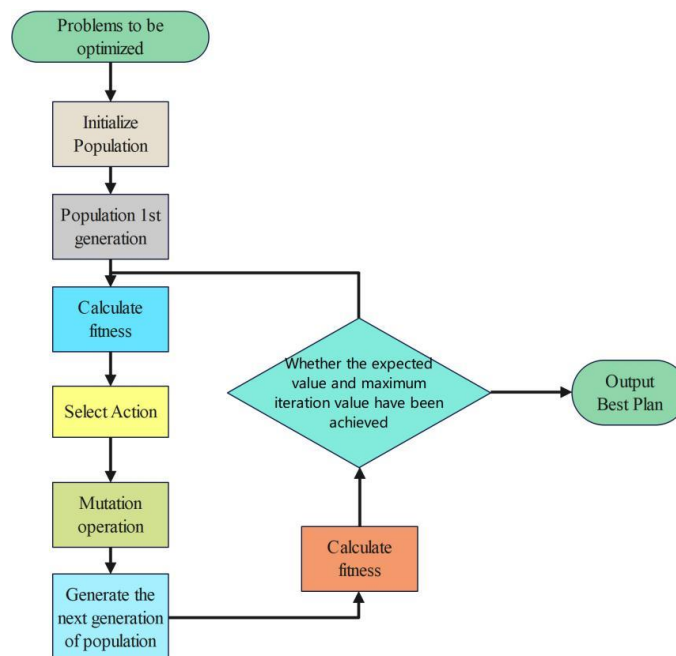 Problems to be
optimized
Initialize
Population
Population 1st
generation
Calculate
fitness
Select Action
Mutation
operation
Generate the
next generation
of population
Calculate
fitness
Whether the expected
value and maximum
iteration value have been
achieved
Output
Best Plan